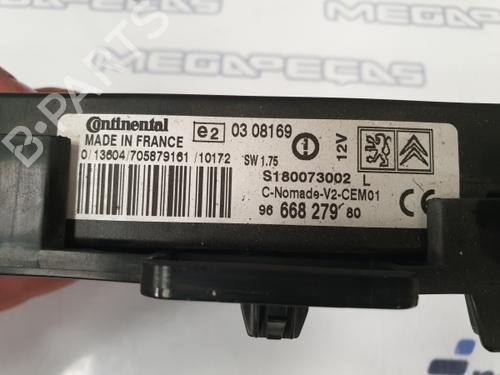 MEGAPEÇAS
MEGAPEÇAS
B-PARTS
Continental
MADE IN FRANCE
e2
03 08169
12V
0/13604/705879161/10172
SW 1.75
S180073002 L
C-Nomade-V2-CEM01
96 668 279 80
CE